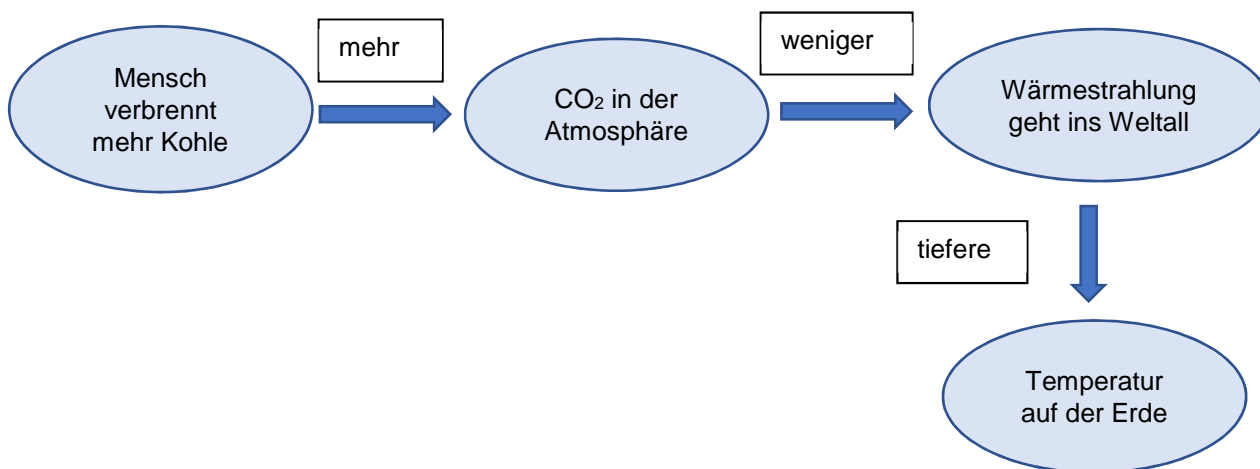 Mensch
verbrennt
mehr Kohle
mehr
CO₂ in der
Atmosphäre
weniger
Wärmestrahlung
geht ins Weltall
tiefere
Temperatur
auf der Erde